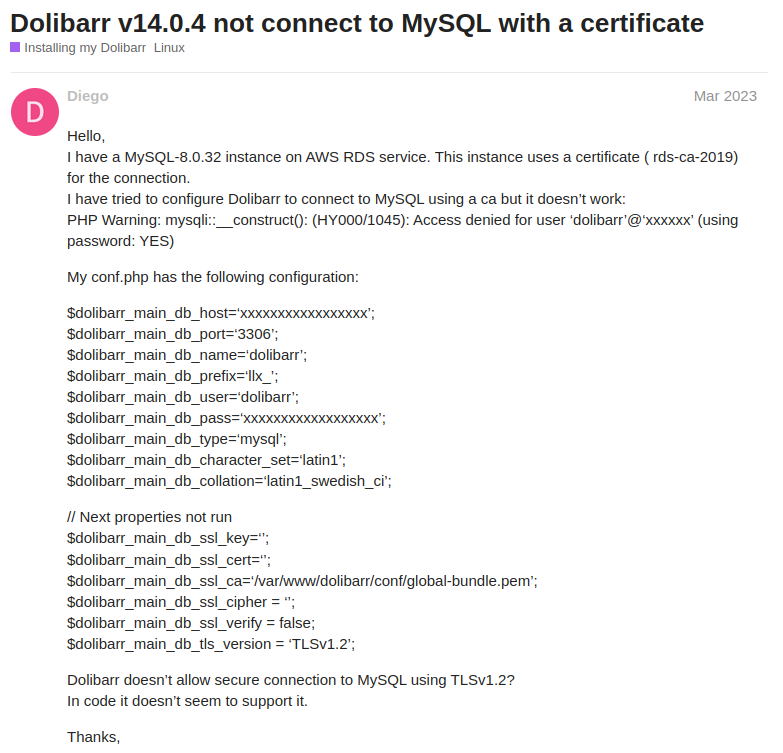 Dolibarr v14.0.4 not connect to MySQL with a certificate
Installing my Dolibarr Linux
D
Diego
Mar 2023
Hello,
I have a MySQL-8.0.32 instance on AWS RDS service. This instance uses a certificate ( rds-ca-2019)
for the connection.
I have tried to configure Dolibarr to connect to MySQL using a ca but it doesn’t work:
PHP Warning: mysqli::__construct(): (HY000/1045): Access denied for user ‘dolibarr’@‘xxxxxx’ (using
password: YES)
My conf.php has the following configuration:
$dolibarr_main_db_host=‘xxxxxxxxxxxxxxxxx’;
$dolibarr_main_db_port=‘3306’;
$dolibarr_main_db_name=‘dolibarr’;
$dolibarr_main_db_prefix=‘llx_’;
$dolibarr_main_db_user=‘dolibarr’;
$dolibarr_main_db_pass=‘xxxxxxxxxxxxxxxxxx’;
$dolibarr_main_db_type=‘mysql’;
$dolibarr_main_db_character_set=‘latin1’;
$dolibarr_main_db_collation=‘latin1_swedish_ci’;
// Next properties not run
$dolibarr_main_db_ssl_key=‘’;
$dolibarr_main_db_ssl_cert=‘’;
$dolibarr_main_db_ssl_ca=‘/var/www/dolibarr/conf/global-bundle.pem’;
$dolibarr_main_db_ssl_cipher = ‘’;
$dolibarr_main_db_ssl_verify = false;
$dolibarr_main_db_tls_version = ‘TLSv1.2’;
Dolibarr doesn’t allow secure connection to MySQL using TLSv1.2?
In code it doesn’t seem to support it.
Thanks,